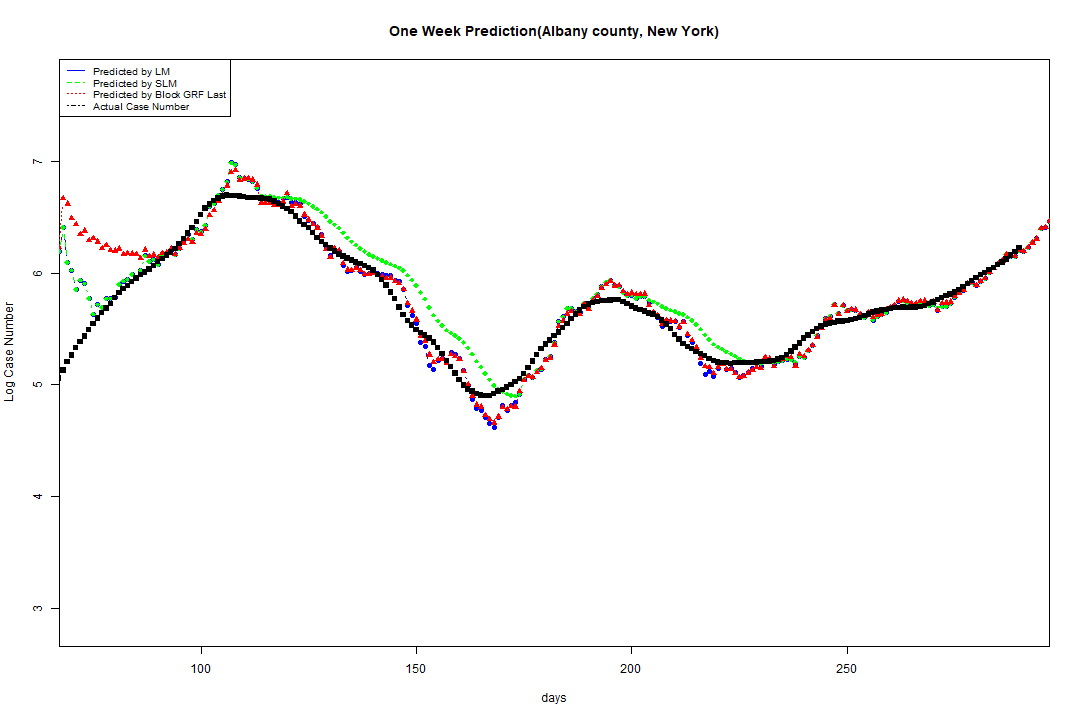 One Week Prediction(Albany county, New York)
Predicted by LM
Predicted by SLM
Predicted by Block GRF Last
Actual Case Number
7
6
5
4
3
Log Case Number
100 150 200 250
days